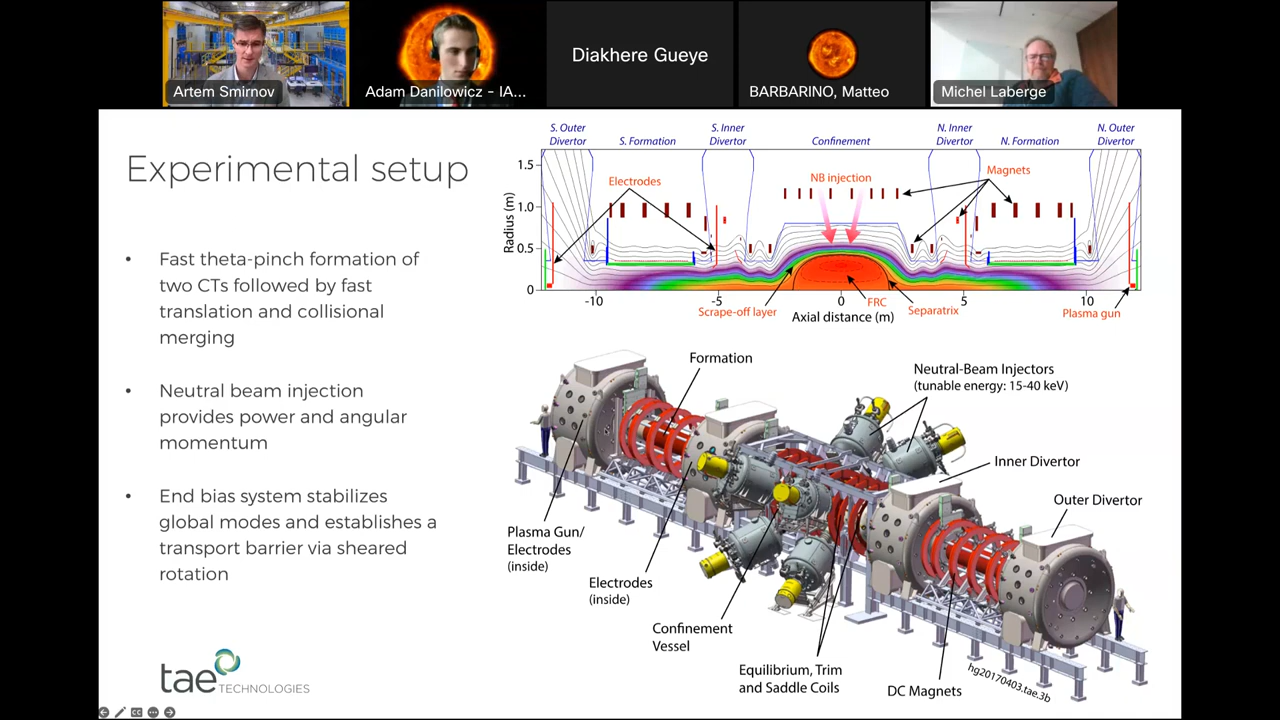 Artem Smirnov
Adam Danilowicz - IA...
Diakhere Gueye
BARBARINO, Matteo
Michel Laberge
Experimental setup
• Fast theta-pinch formation of
two CTs followed by fast
translation and collisional
merging
• Neutral beam injection
provides power and angular
momentum
• End bias system stabilizes
global modes and establishes a
transport barrier via sheared
rotation
tae TECHNOLOGIES
S. Outer
Divertor
S. Formation
S. Inner
Divertor
Confinement
N. Inner
Divertor
N. Formation
N. Outer
Divertor
Radius (m)
1.5
1.0
0.5
0
Electrodes
NB injection
Magnets
-10
-5
0
5
10
Scrape-off layer
FRC
Separatrix
Plasma gun
Axial distance (m)
Formation
Neutral-Beam Injectors
(tunable energy: 15-40 keV)
Inner Divertor
Outer Divertor
Plasma Gun/
Electrodes
(inside)
Electrodes
(inside)
Confinement
Vessel
Equilibrium, Trim
and Saddle Coils
DC Magnets
hg20170403.tae.3b